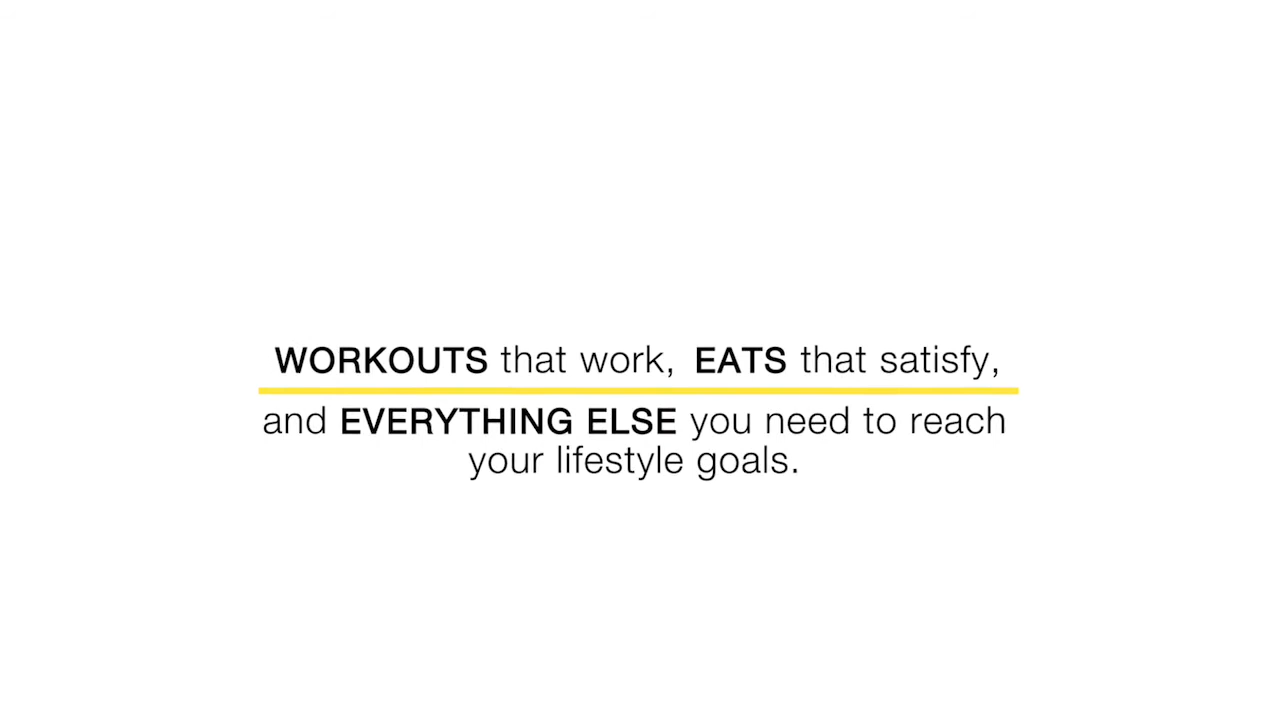 WORKOUTS that work, EATS that satisfy,
and EVERYTHING ELSE you need to reach
your lifestyle goals.